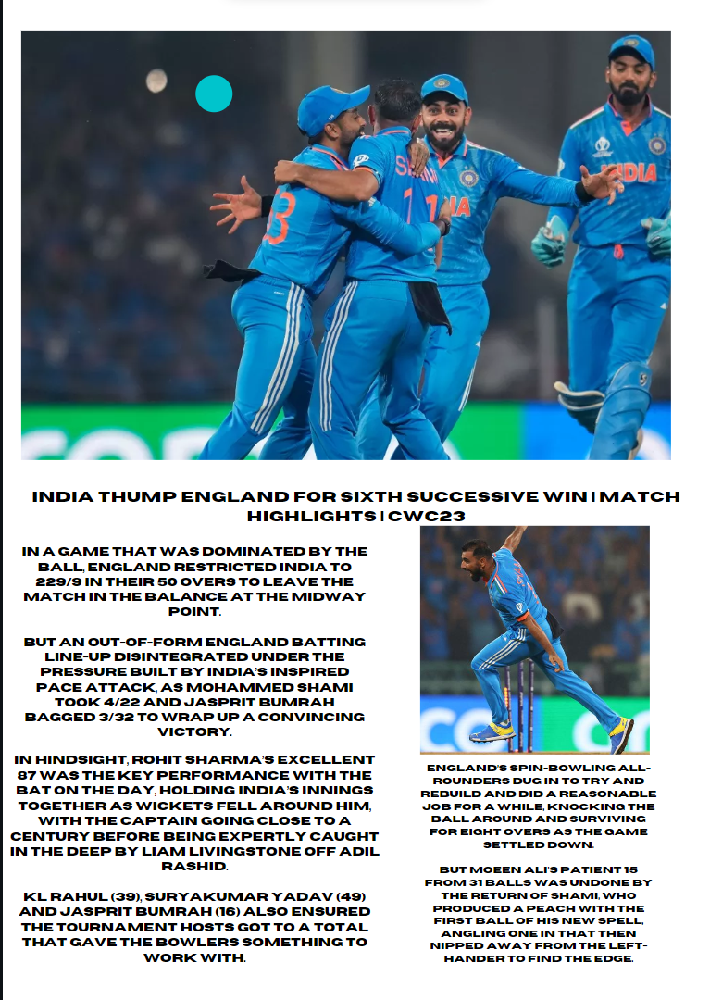 SHAMI
11
INDIA
INDIA THUMP ENGLAND FOR SIXTH SUCCESSIVE WIN | MATCH
HIGHLIGHTS | CWC23
IN A GAME THAT WAS DOMINATED BY THE
BALL, ENGLAND RESTRICTED INDIA TO
229/9 IN THEIR 50 OVERS TO LEAVE THE
MATCH IN THE BALANCE AT THE MIDWAY
POINT.
BUT AN OUT-OF-FORM ENGLAND BATTING
LINE-UP DISINTEGRATED UNDER THE
PRESSURE BUILT BY INDIA'S INSPIRED
PACE ATTACK, AS MOHAMMED SHAMI
TOOK 4/22 AND JASPRIT BUMRAH
BAGGED 3/32 TO WRAP UP A CONVINCING
VICTORY.
IN HINDSIGHT, ROHIT SHARMA'S EXCELLENT
87 WAS THE KEY PERFORMANCE WITH THE
BAT ON THE DAY, HOLDING INDIA'S INNINGS
TOGETHER AS WICKETS FELL AROUND HIM,
WITH THE CAPTAIN GOING CLOSE TO A
CENTURY BEFORE BEING EXPERTLY CAUGHT
IN THE DEEP BY LIAM LIVINGSTONE OFF ADIL
RASHID.
KL RAHUL (39), SURYAKUMAR YADAV (49)
AND JASPRIT BUMRAH (16) ALSO ENSURED
THE TOURNAMENT HOSTS GOT TO A TOTAL
THAT GAVE THE BOWLERS SOMETHING TO
WORK WITH.
ENGLAND'S SPIN-BOWLING ALL-
ROUNDERS DUG IN TO TRY AND
REBUILD AND DID A REASONABLE
JOB FOR A WHILE, KNOCKING THE
BALL AROUND AND SURVIVING
FOR EIGHT OVERS AS THE GAME
SETTLED DOWN.
BUT MOEEN ALI'S PATIENT 15
FROM 31 BALLS WAS UNDONE BY
THE RETURN OF SHAMI, WHO
PRODUCED A PEACH WITH THE
FIRST BALL OF HIS NEW SPELL,
ANGLING ONE IN THAT THEN
NIPPED AWAY FROM THE LEFT-
HANDER TO FIND THE EDGE.